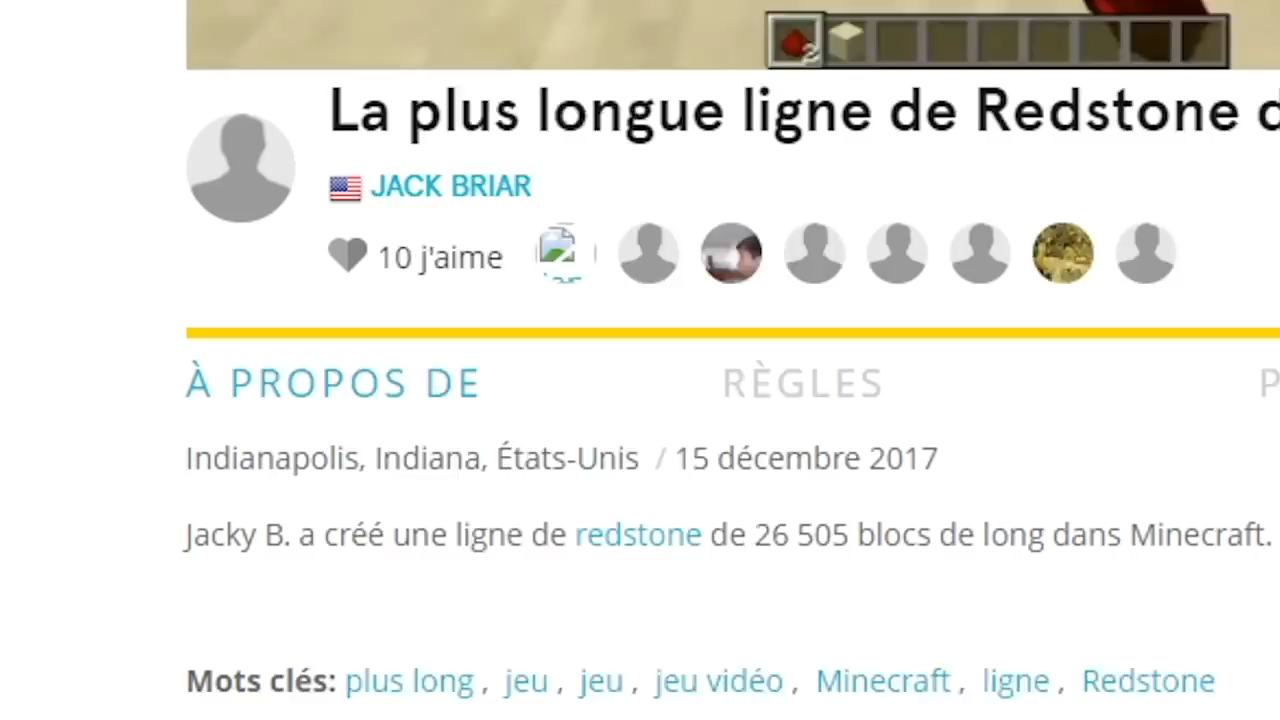 2
La plus longue ligne de Redstone
JACK BRIAR
10 j'aime
À PROPOS DE
RÈGLES
P
Indianapolis, Indiana, États-Unis / 15 décembre 2017
Jacky B. a créé une ligne de redstone de 26 505 blocs de long dans Minecraft.
Mots clés: plus long , jeu , jeu , jeu vidéo , Minecraft , ligne , Redstone